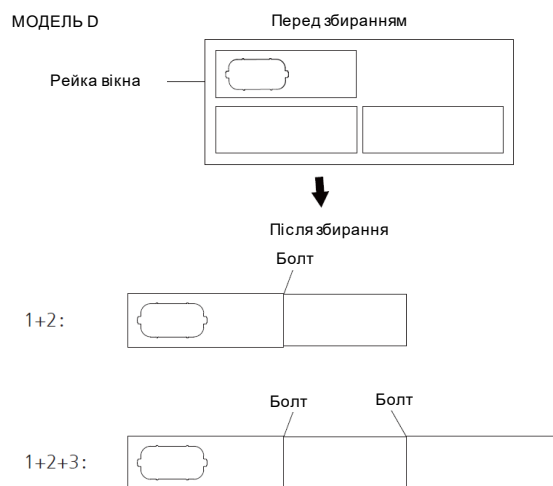 МОДЕЛЬ D
Перед збиранням
Рейка вікна
Після збирання
Болт
1+2:
Болт
Болт
1+2+3: